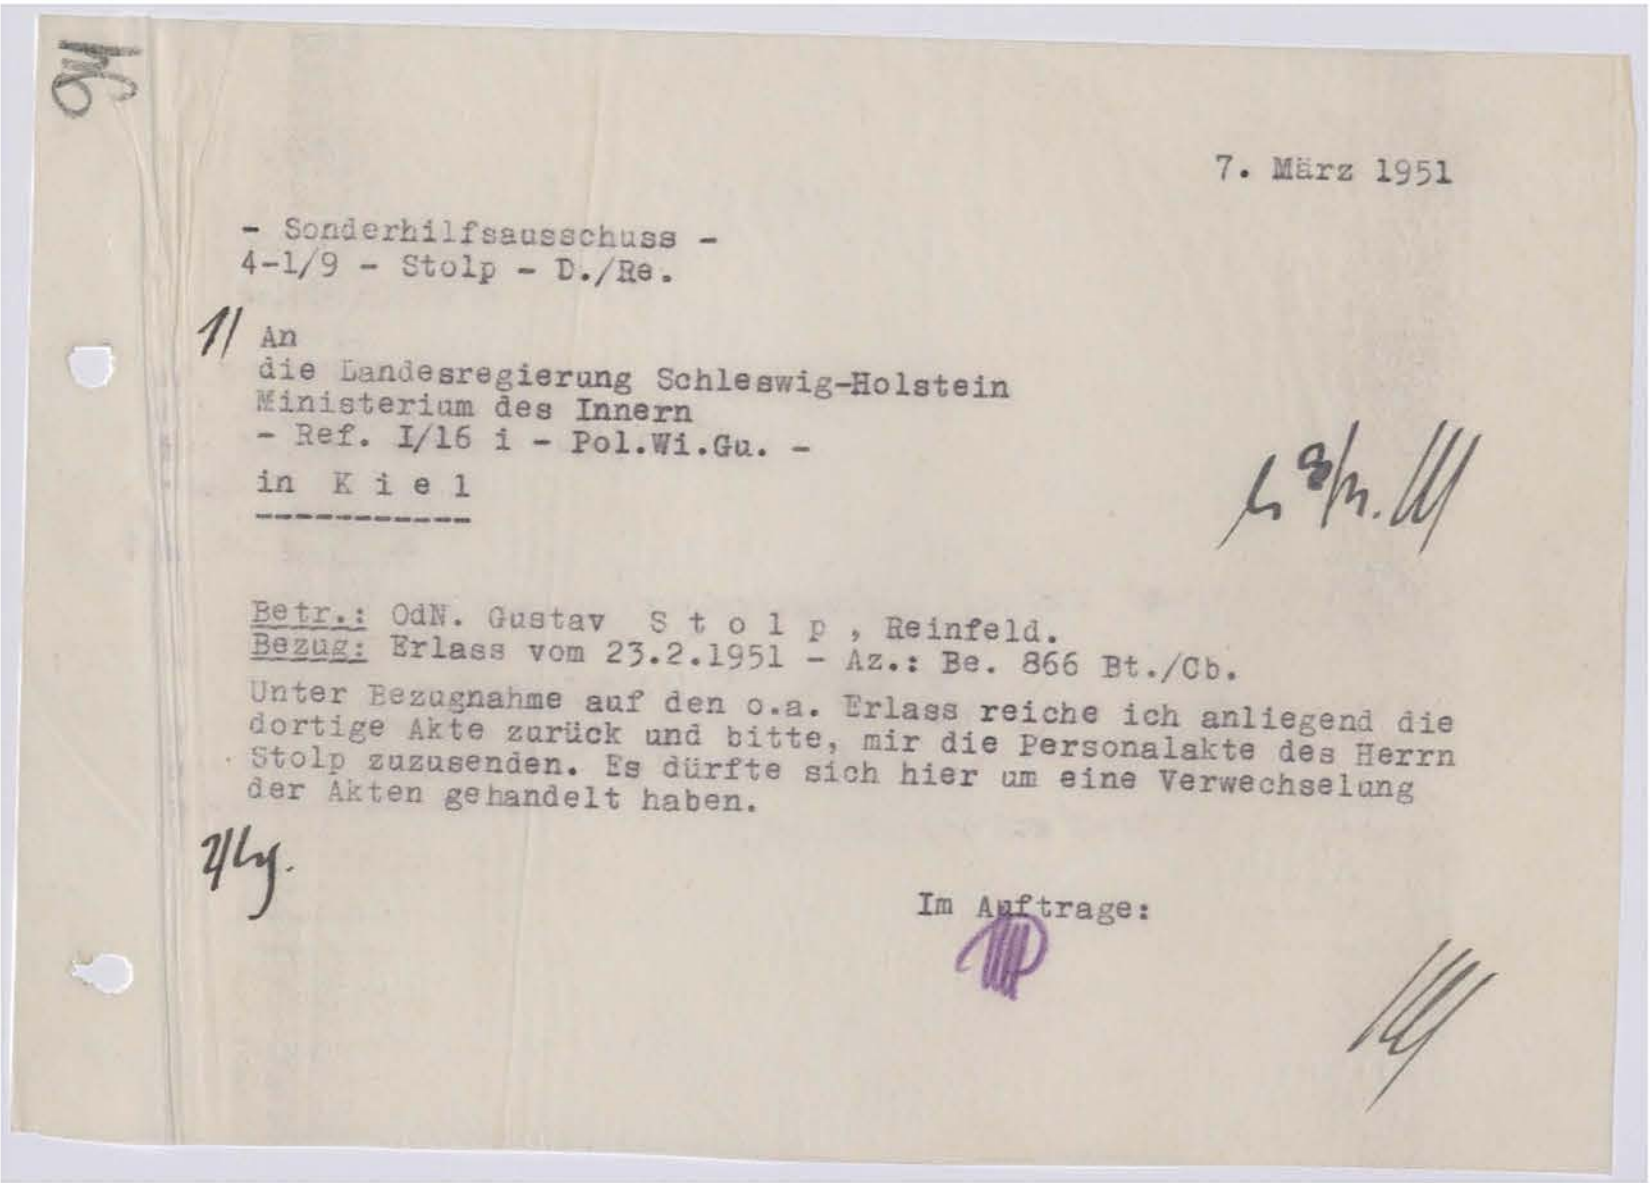 7. März 1951
- Sonderhilfsausschuss -
4-1/9 - Stolp - D./Re.
1/ An
die Landesregierung Schleswig-Holstein
Ministerium des Innern
- Ref. I/16 i - Pol.Wi.Gu. -
in K i e l
-----------
Betr.: OdN. Gustav S t o l p , Reinfeld.
Bezug: Erlass vom 23.2.1951 - Az.: Be. 866 Bt./Cb.
Unter Bezugnahme auf den o.a. Erlass reiche ich anliegend die
dortige Akte zurück und bitte, mir die Personalakte des Herrn
Stolp zuzusenden. Es dürfte sich hier um eine Verwechselung
der Akten gehandelt haben.
2/
Im Auftrage: